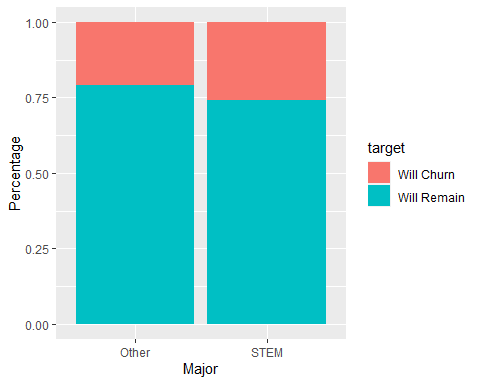 1.00
0.75
0.50
0.25
0.00
Percentage
Other
STEM
Major
target
Will Churn
Will Remain